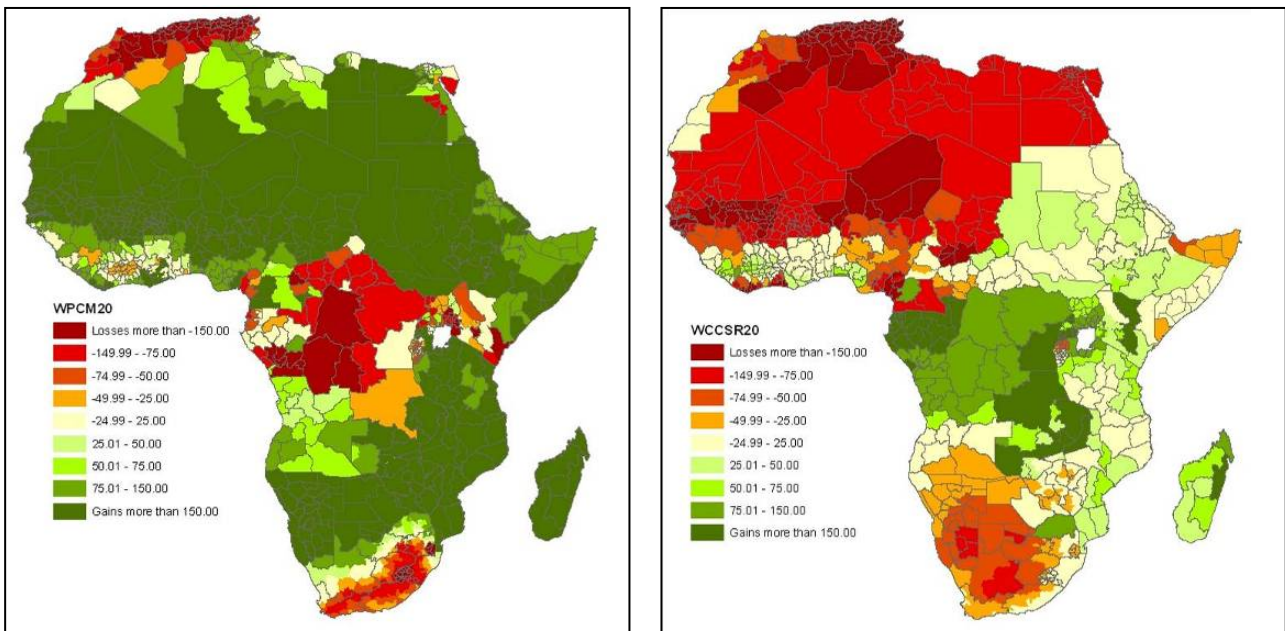 WPCM20
Losses more than -150.00
-149.99 - -75.00
-74.99 - -50.00
-49.99 - -25.00
-24.99 - 25.00
25.01 - 50.00
50.01 - 75.00
75.01 - 150.00
Gains more than 150.00
WCCSR20
Losses more than -150.00
-149.99 - -75.00
-74.99 - -50.00
-49.99 - -25.00
-24.99 - 25.00
25.01 - 50.00
50.01 - 75.00
75.01 - 150.00
Gains more than 150.00